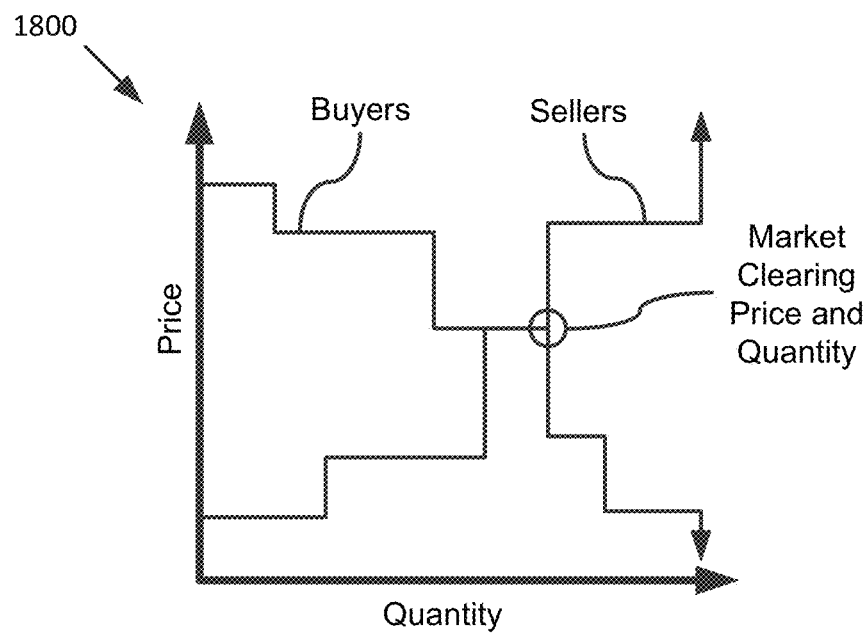 1800
Buyers
Sellers
Market
Clearing
Price and
Quantity
Price
Quantity